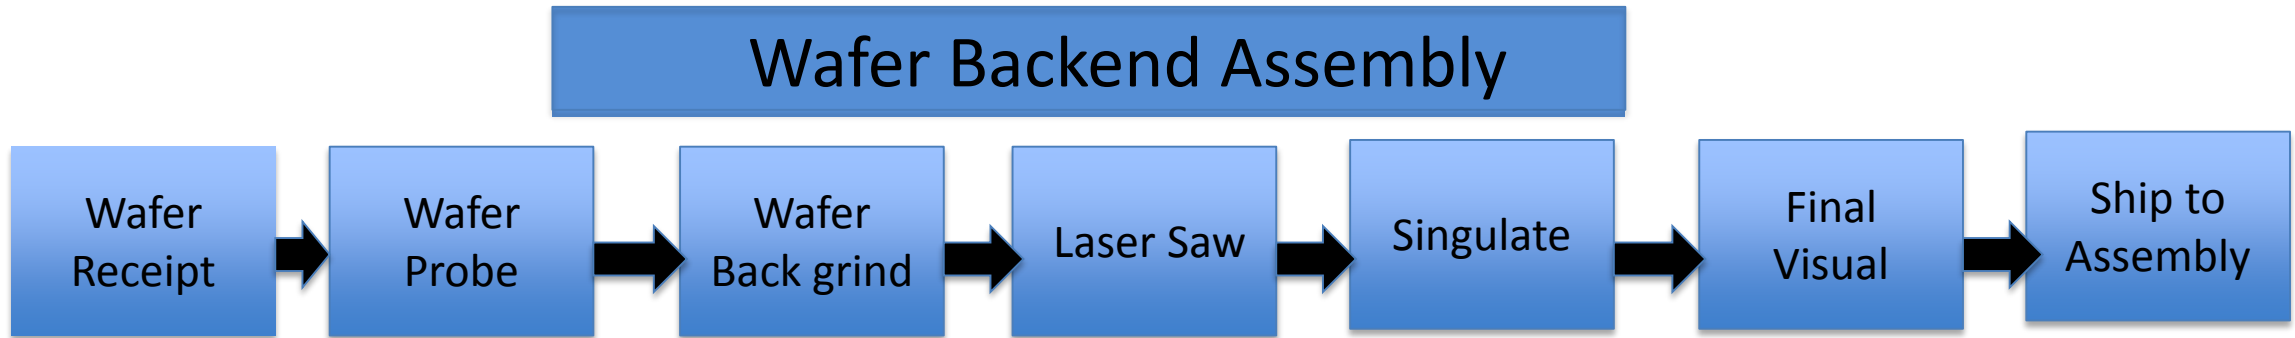 Wafer Backend Assembly
Wafer
Receipt
Wafer
Probe
Wafer
Back grind
Laser Saw
Singulate
Final
Visual
Ship to
Assembly